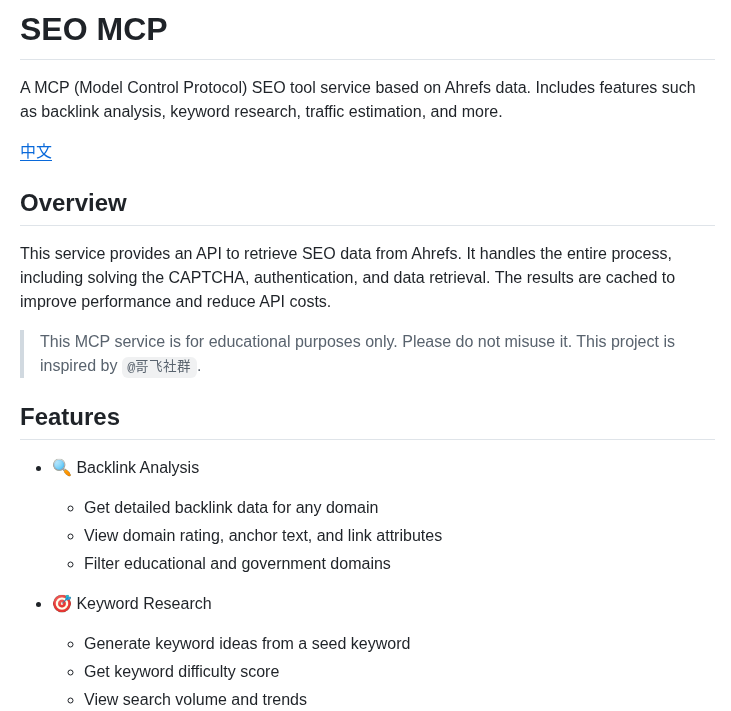 SEO MCP
A MCP (Model Control Protocol) SEO tool service based on Ahrefs data. Includes features such
as backlink analysis, keyword research, traffic estimation, and more.
中文
Overview
This service provides an API to retrieve SEO data from Ahrefs. It handles the entire process,
including solving the CAPTCHA, authentication, and data retrieval. The results are cached to
improve performance and reduce API costs.
This MCP service is for educational purposes only. Please do not misuse it. This project is
inspired by @哥飞社群.
Features
Backlink Analysis
Get detailed backlink data for any domain
View domain rating, anchor text, and link attributes
Filter educational and government domains
Keyword Research
Generate keyword ideas from a seed keyword
Get keyword difficulty score
View search volume and trends